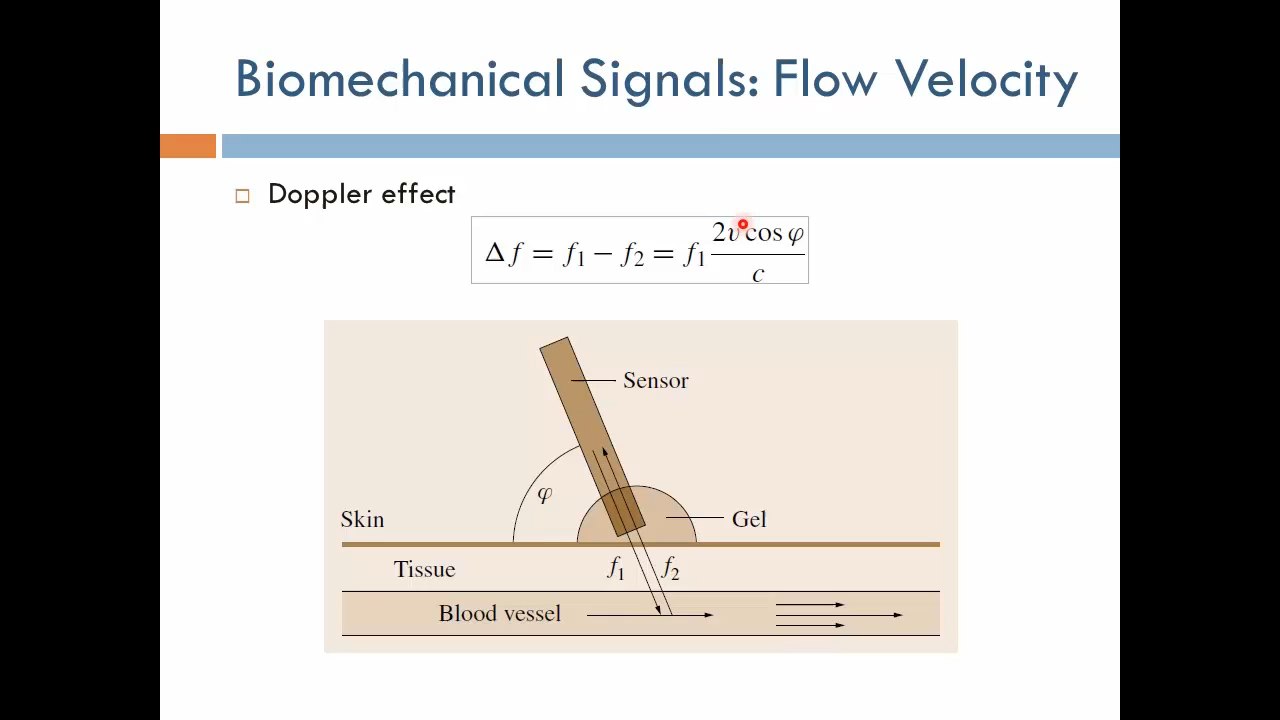 Biomechanical Signals: Flow Velocity
Doppler effect
Δf = f₁ − f₂ = f₁ 2v cos φ / c
Sensor
φ
Skin
Gel
Tissue
f₁
f₂
Blood vessel